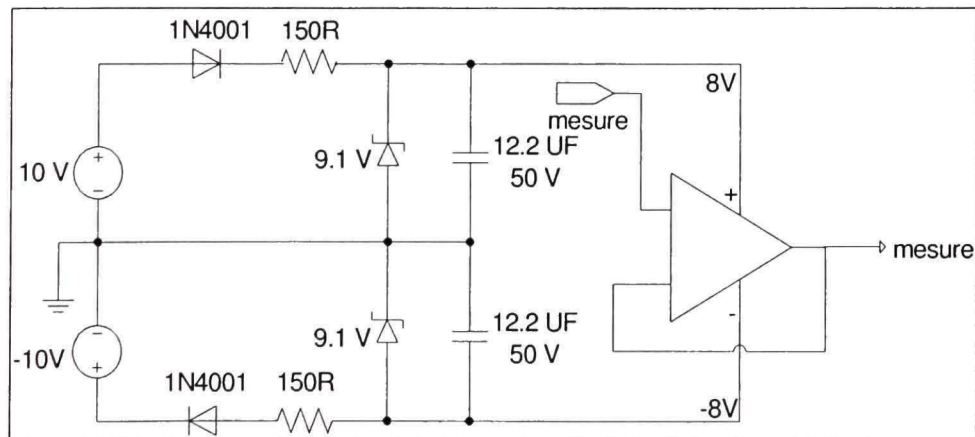 1N4001
150R
8V
mesure
10 V
+
−
9.1 V
12.2 UF
50 V
+
mesure
-
−
-10V
+
9.1 V
12.2 UF
50 V
1N4001
150R
-8V